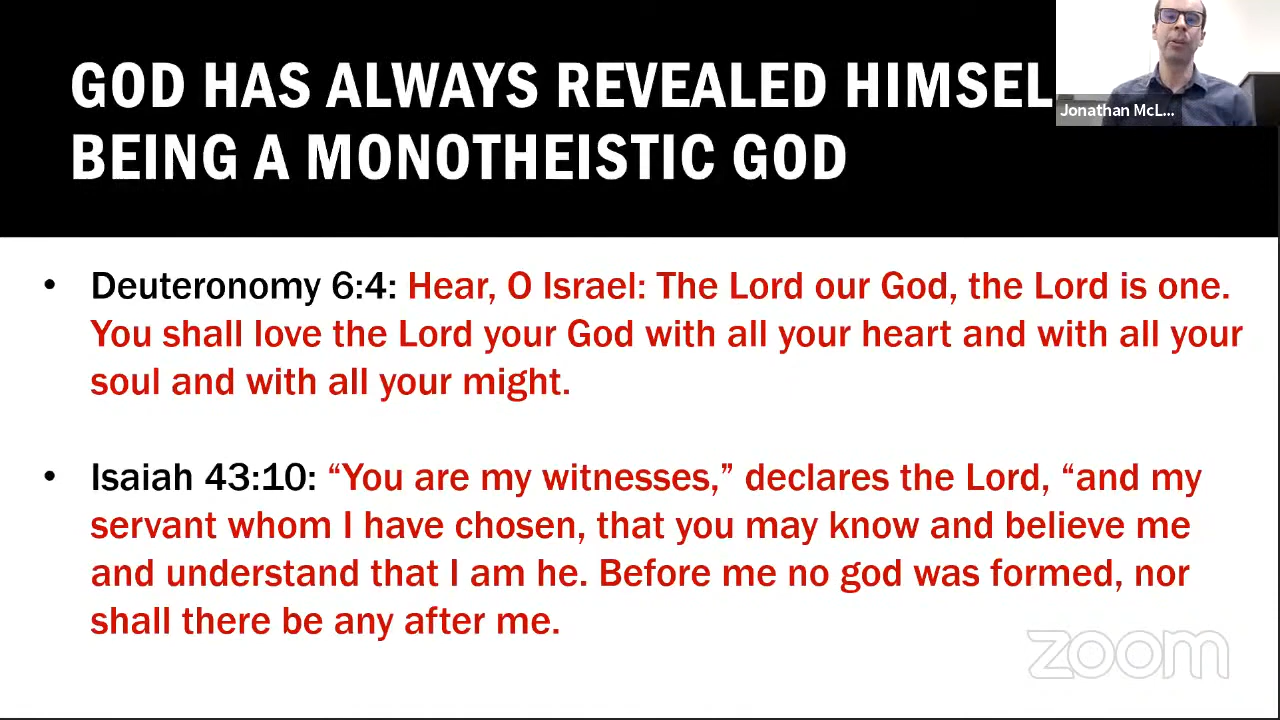 GOD HAS ALWAYS REVEALED HIMSEL
BEING A MONOTHEISTIC GOD
Jonathan McL...
• Deuteronomy 6:4: Hear, O Israel: The Lord our God, the Lord is one.
You shall love the Lord your God with all your heart and with all your
soul and with all your might.
• Isaiah 43:10: “You are my witnesses,” declares the Lord, “and my
servant whom I have chosen, that you may know and believe me
and understand that I am he. Before me no god was formed, nor
shall there be any after me.
zoom